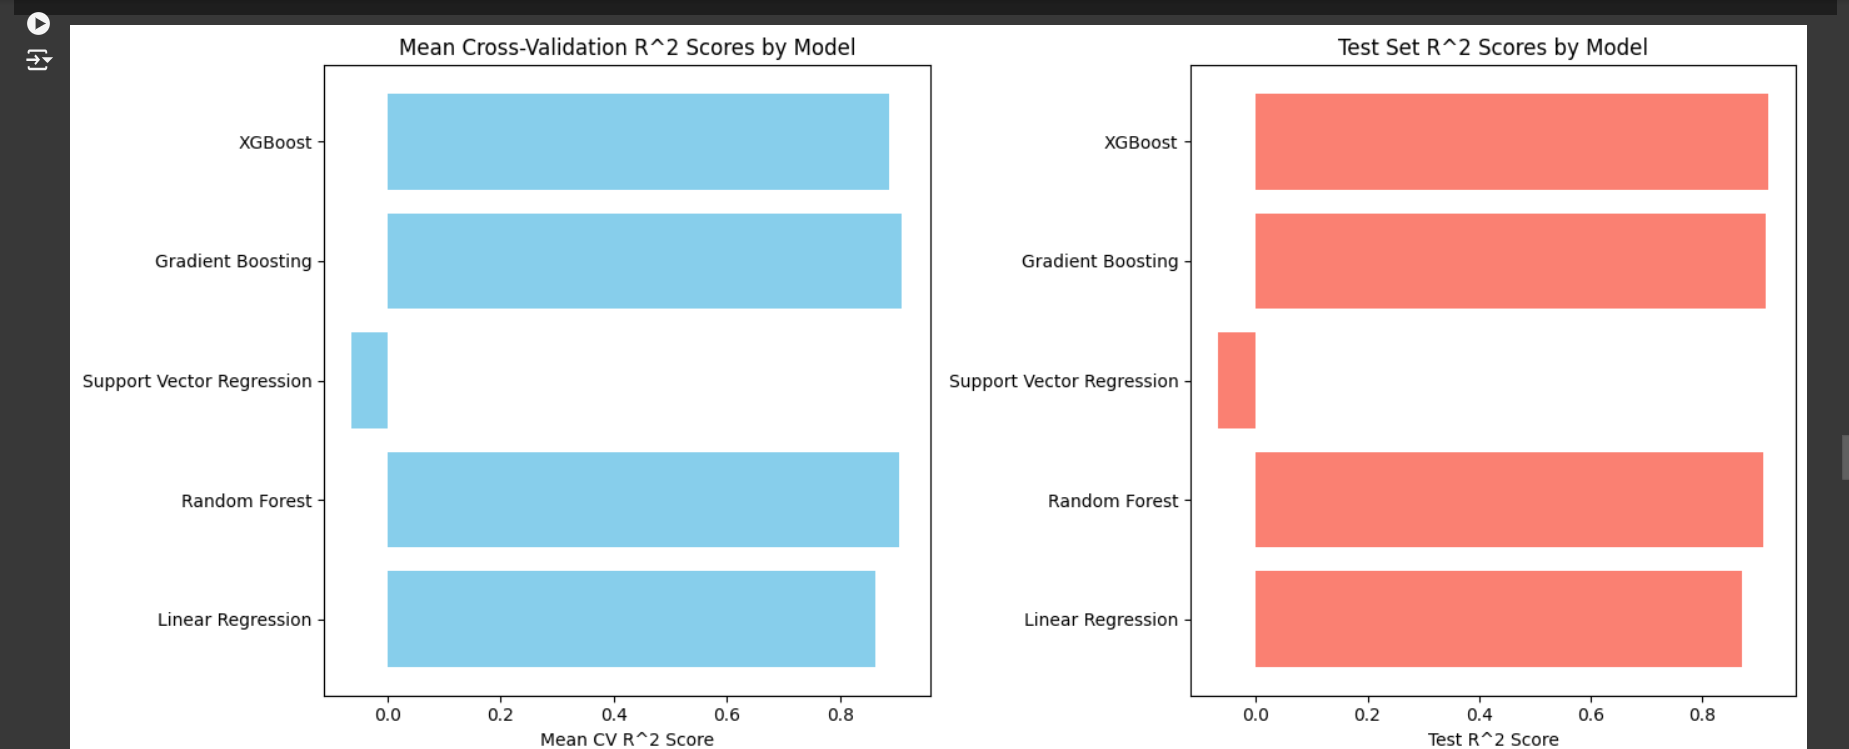 Mean Cross-Validation R^2 Scores by Model
XGBoost
Gradient Boosting
Support Vector Regression
Random Forest
Linear Regression
0.0 0.2 0.4 0.6 0.8
Mean CV R^2 Score
Test Set R^2 Scores by Model
XGBoost
Gradient Boosting
Support Vector Regression
Random Forest
Linear Regression
0.0 0.2 0.4 0.6 0.8
Test R^2 Score